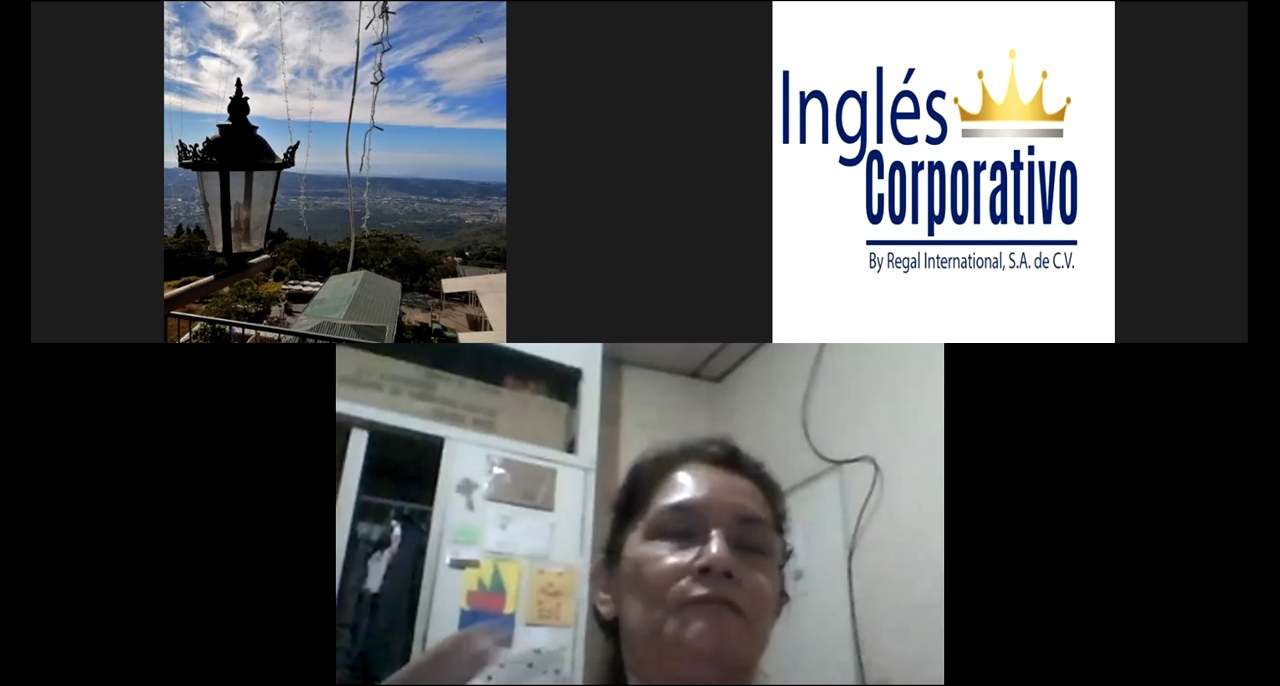 Inglés
Corporativo
By Regal International, S.A. de C.V.